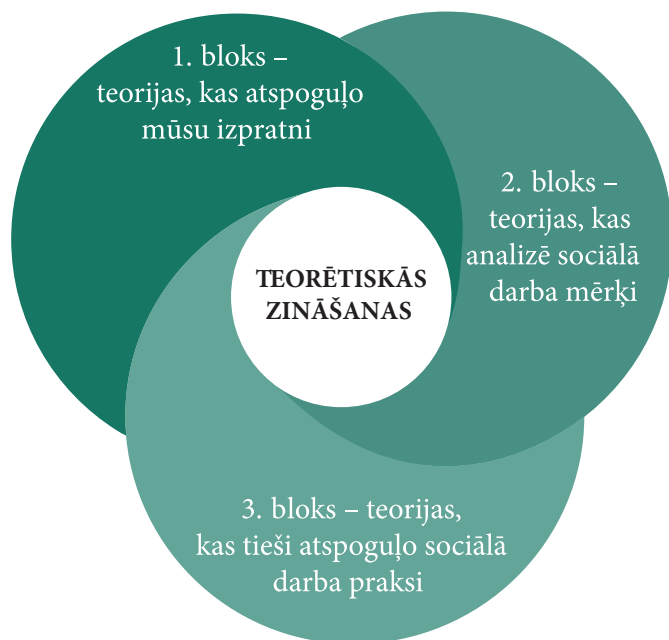 1. bloks –
teorijas, kas atspoguļo
mūsu izpratni
2. bloks –
teorijas, kas
analizē sociālā
darba mērķi
TEORĒTISKĀS
ZINĀŠANAS
3. bloks – teorijas,
kas tieši atspoguļo sociālā
darba praksi